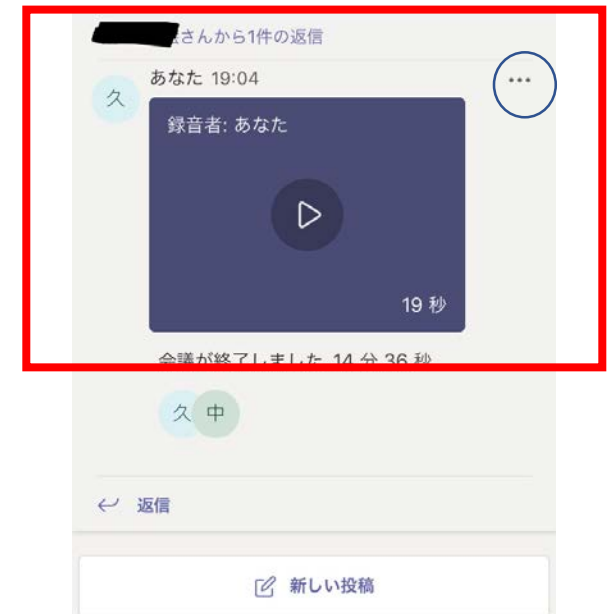 さんから1件の返信
あなた 19:04
久
録音者: あなた
19 秒
会議が終了しました 14 分 36 秒
久 中
返信
新しい投稿